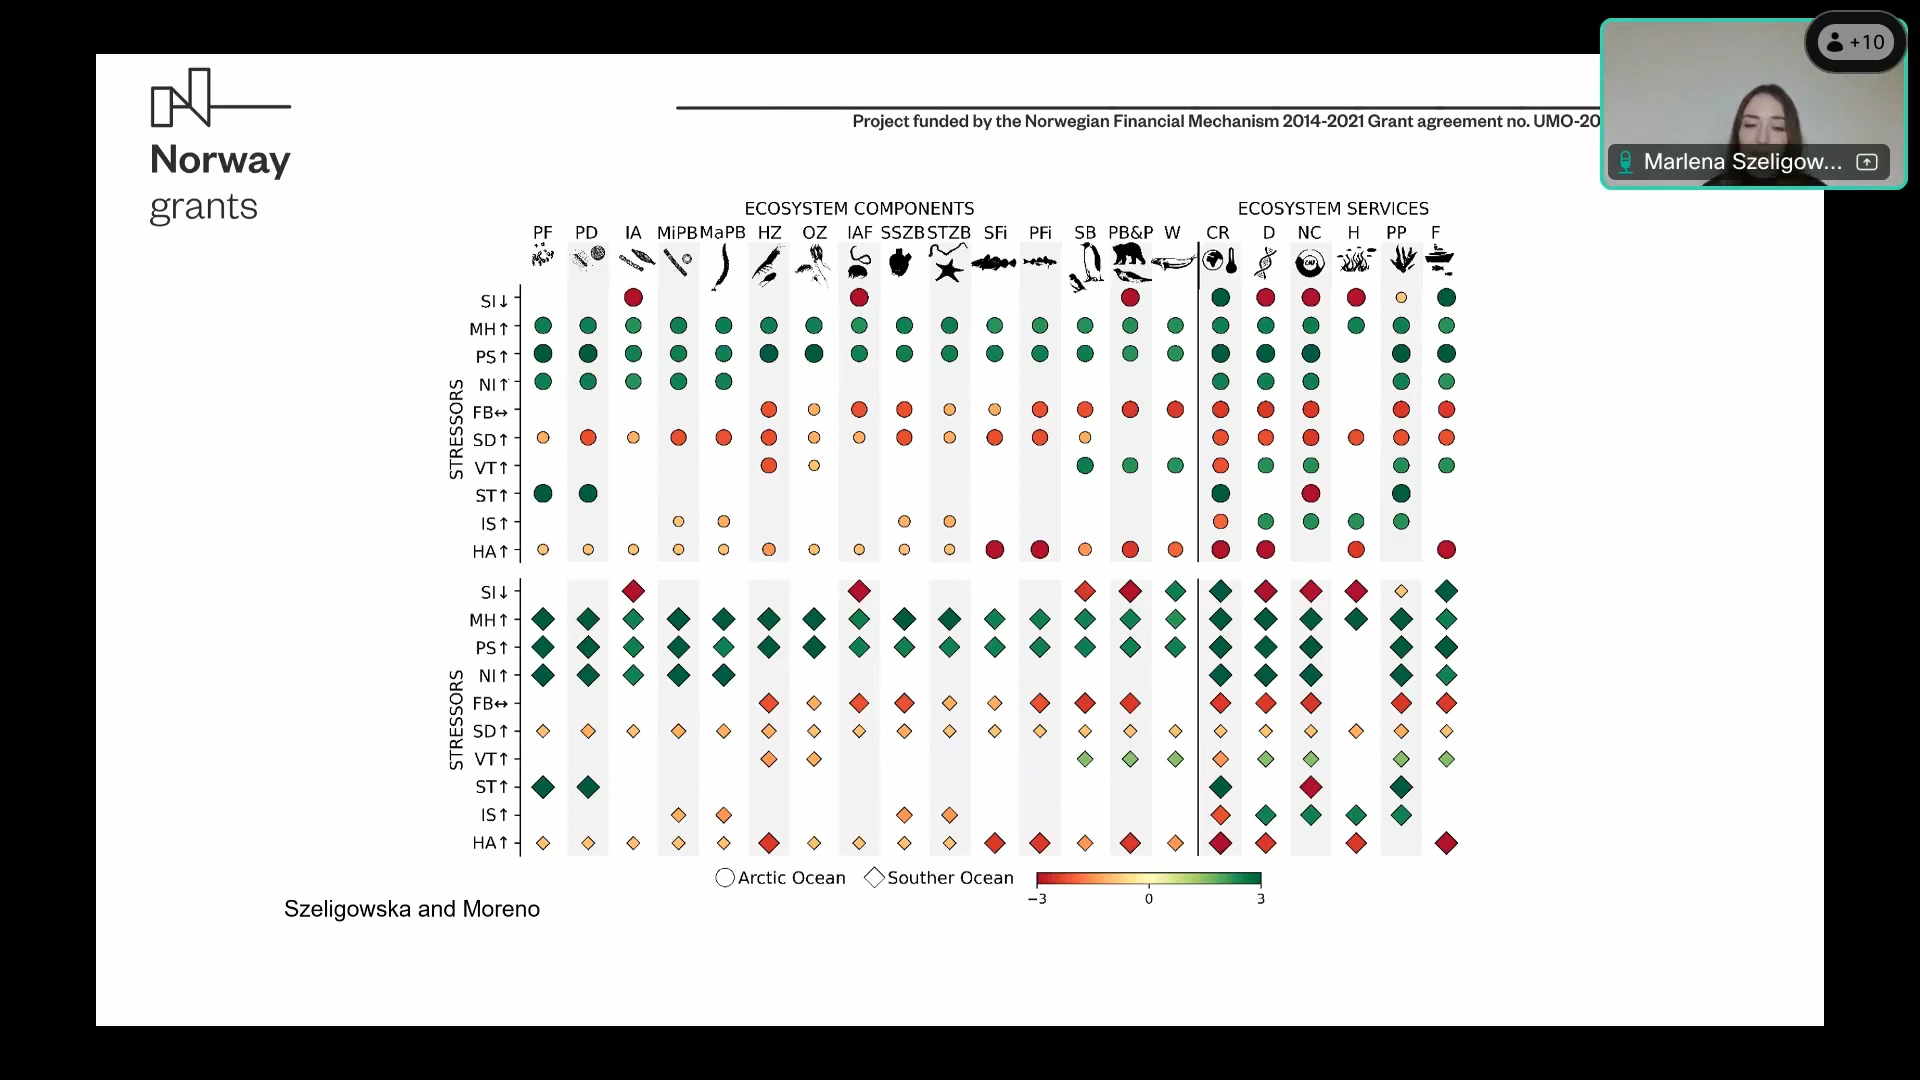 +10
Marlena Szeligow...
Norway
grants
Project funded by the Norwegian Financial Mechanism 2014-2021 Grant agreement no. UMO-20
ECOSYSTEM COMPONENTS ECOSYSTEM SERVICES
PF PD IA MiPB MaPB HZ OZ IAF SSZB STZB SFi PFi SB PB&P W CR D NC H PP F
STRESSORS
SI↓
MH↑
PS↑
NI↑
FB↔
SD↑
VT↑
ST↑
IS↑
HA↑
STRESSORS
SI↓
MH↑
PS↑
NI↑
FB↔
SD↑
VT↑
ST↑
IS↑
HA↑
Arctic Ocean Souther Ocean
−3 0 3
Szeligowska and Moreno